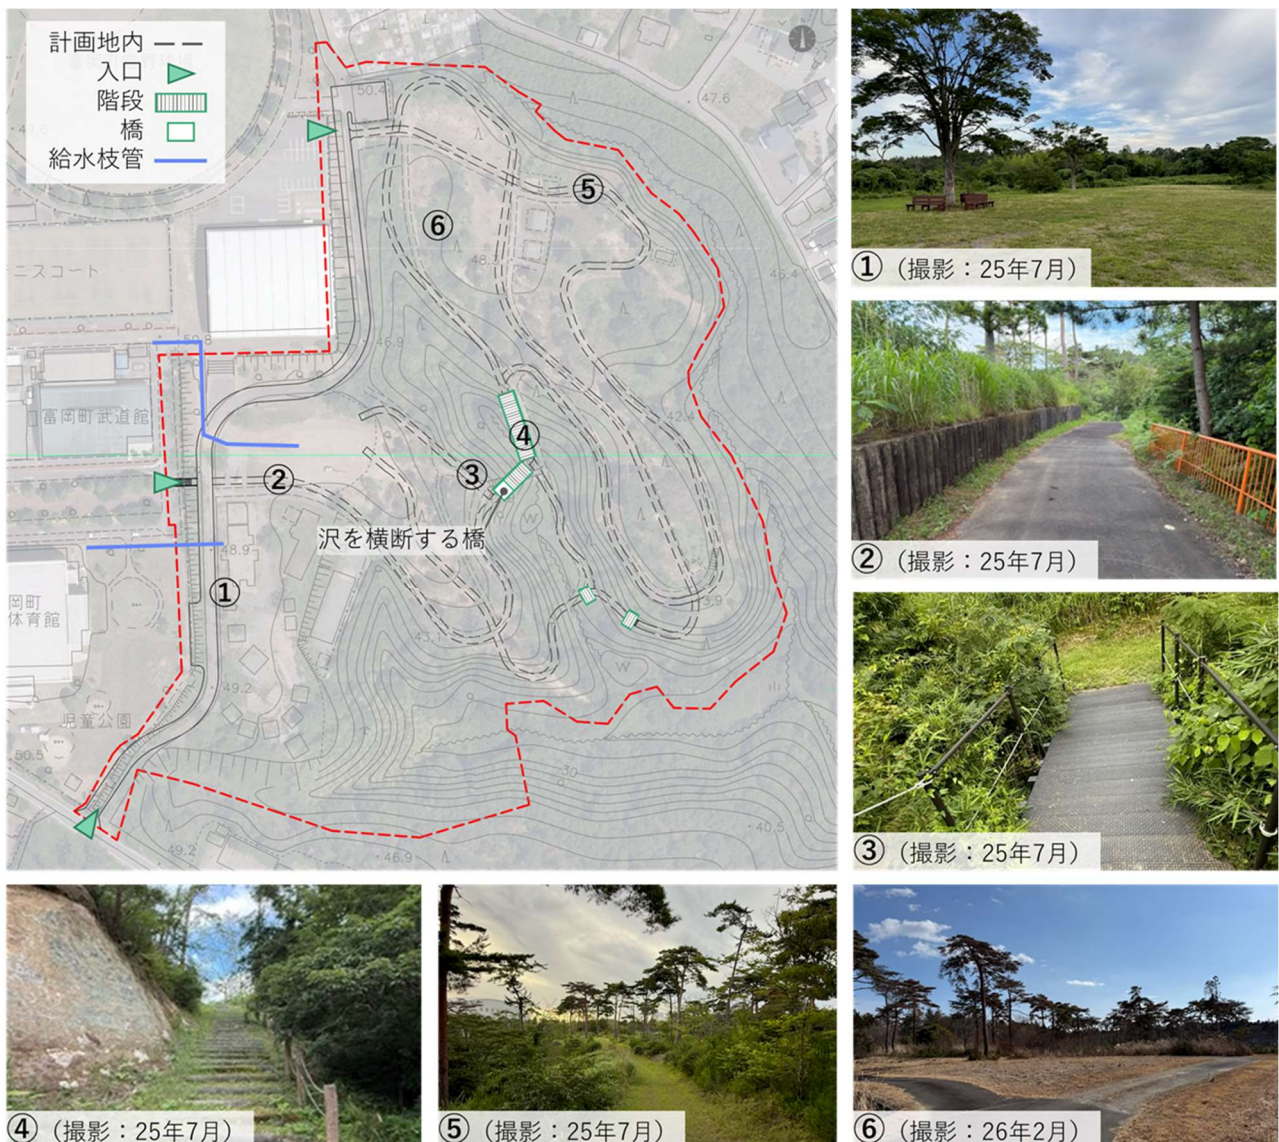 計画地内
入口
階段
橋
給水枝管
50.4
47.6
⑤
⑥
48.3
46.4
ニスコート
50.8
46.9
富岡町武道館
42.4
④
③
②
沢を横断する橋
48.9
①
岡町
体育館
W
43.1
3.9
W
49.2
児童公園
50.5
30
40.5
49.2
46.9
① （撮影：25年7月）
② （撮影：25年7月）
③ （撮影：25年7月）
④ （撮影：25年7月）
⑤ （撮影：25年7月）
⑥ （撮影：26年2月）